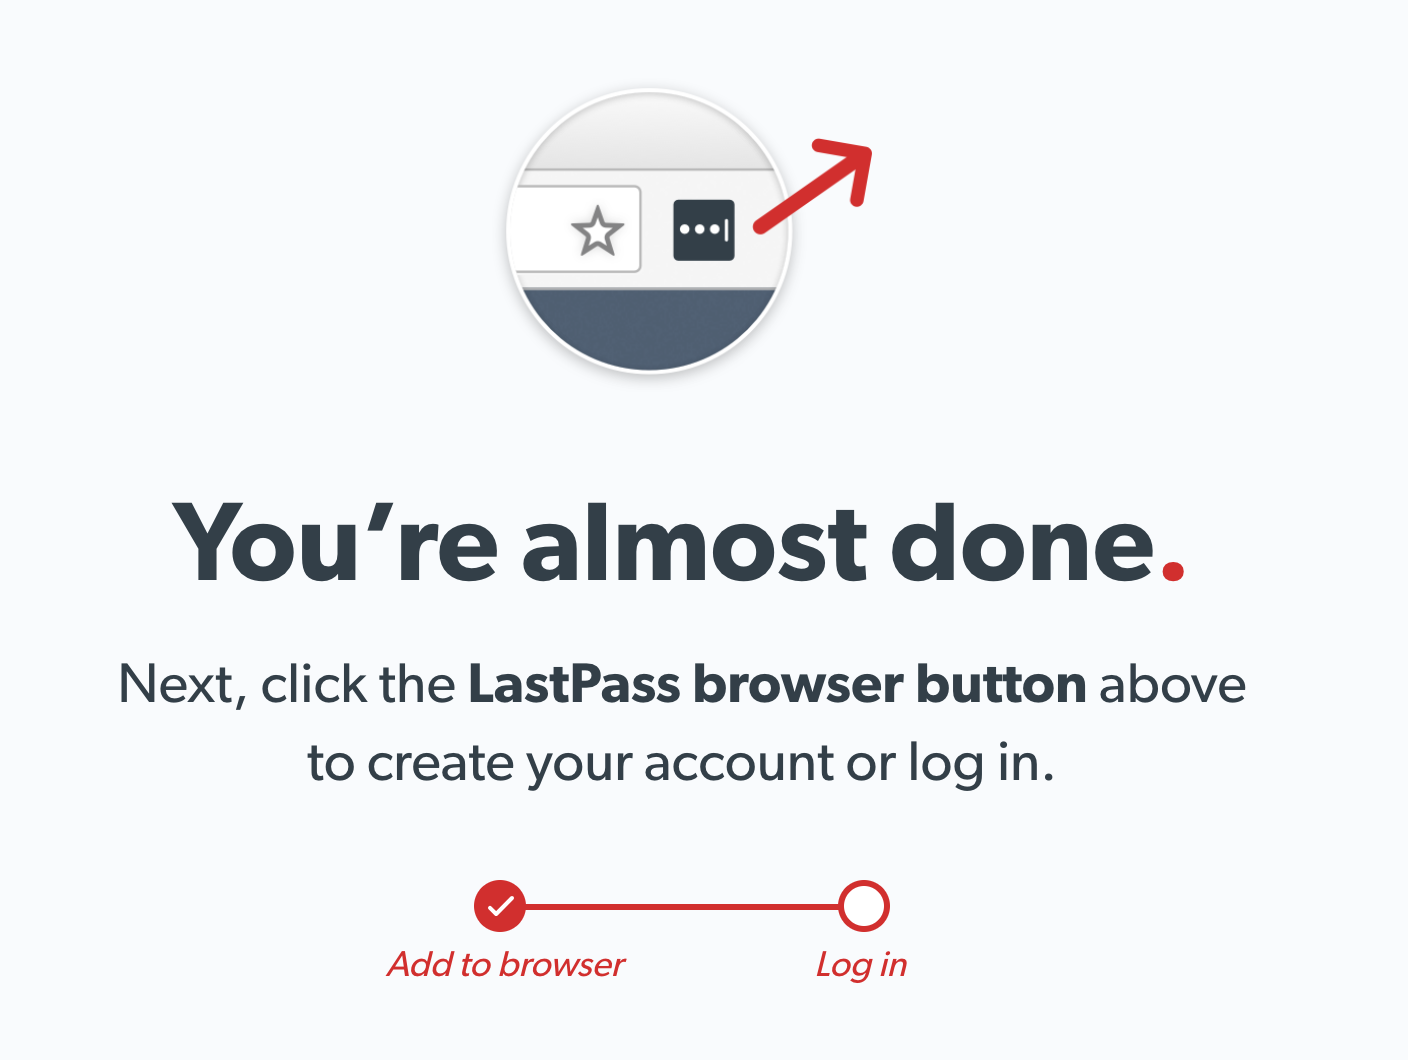 You’re almost done.
Next, click the LastPass browser button above
to create your account or log in.
Add to browser
Log in